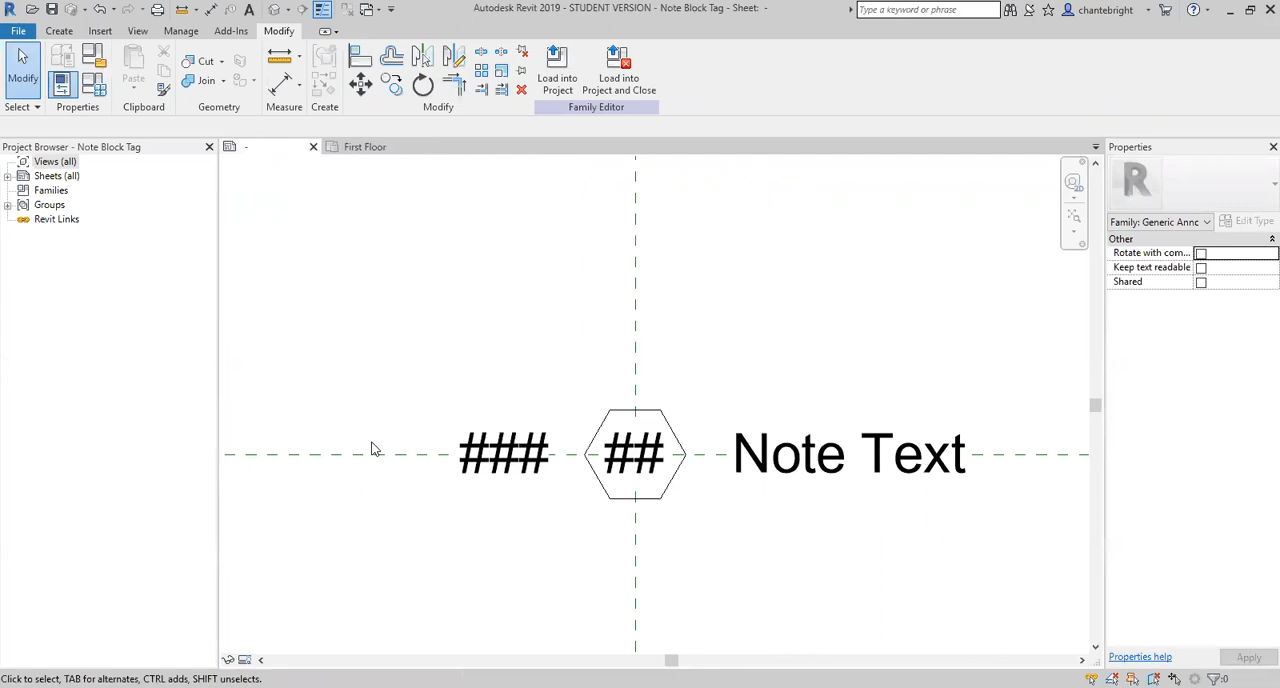 Autodesk Revit 2019 - STUDENT VERSION - Note Block Tag - Sheet: -
Type a keyword or phrase
chantebright
File Create Insert View Manage Add-Ins Modify
Modify
Paste
Cut
Join
Load into Project
Load into Project and Close
Select Properties Clipboard Geometry Measure Create Modify Family Editor
Project Browser - Note Block Tag
- First Floor
Properties
Views (all)
Sheets (all)
Families
Groups
Revit Links
R
Family: Generic Annc
Edit Type
Other
Rotate with com...
Keep text readable
Shared
2D
### ## Note Text
Properties help
Apply
Click to select, TAB for alternates, CTRL adds, SHIFT unselects.
:0